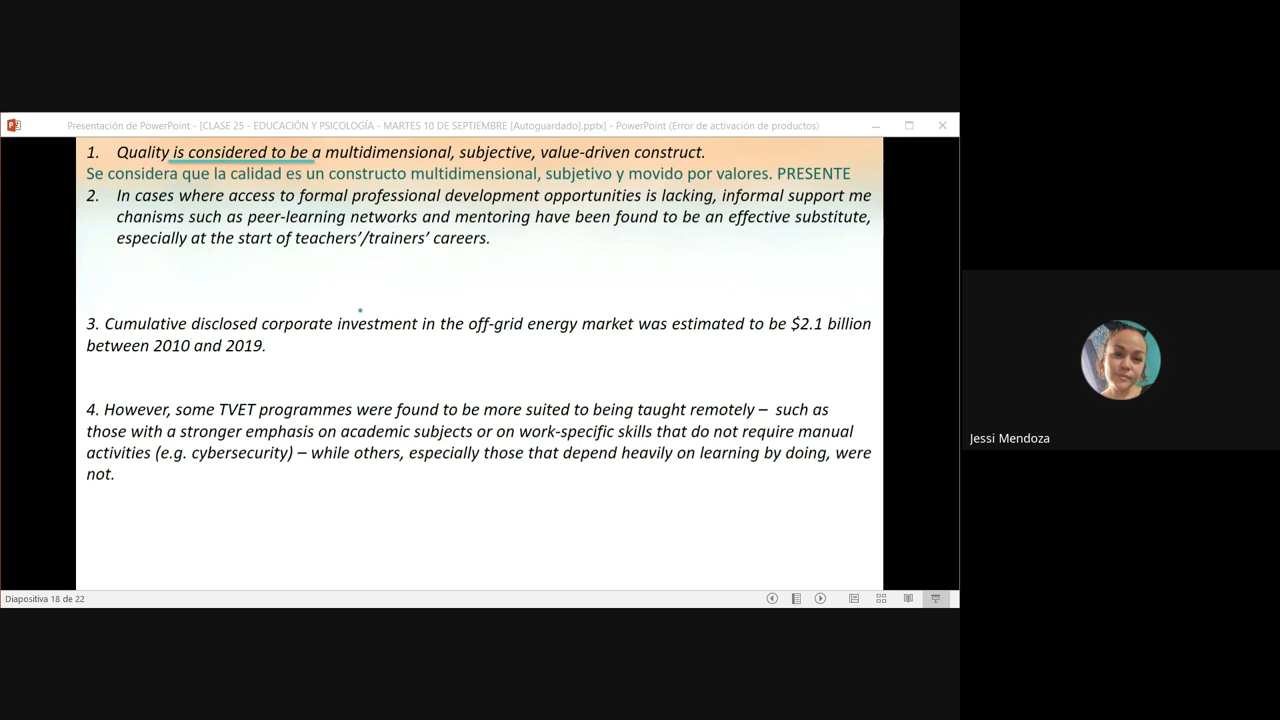 Presentación de PowerPoint - [CLASE 25 - EDUCACIÓN Y PSICOLOGÍA - MARTES 10 DE SEPTIEMBRE [Autoguardado].pptx] - PowerPoint (Error de activación de productos)
1. Quality is considered to be a multidimensional, subjective, value-driven construct.
Se considera que la calidad es un constructo multidimensional, subjetivo y movido por valores. PRESENTE
2. In cases where access to formal professional development opportunities is lacking, informal support me
chanisms such as peer-learning networks and mentoring have been found to be an effective substitute,
especially at the start of teachers’/trainers’ careers.
3. Cumulative disclosed corporate investment in the off-grid energy market was estimated to be $2.1 billion
between 2010 and 2019.
4. However, some TVET programmes were found to be more suited to being taught remotely – such as
those with a stronger emphasis on academic subjects or on work-specific skills that do not require manual
activities (e.g. cybersecurity) – while others, especially those that depend heavily on learning by doing, were
not.
Jessi Mendoza
Diapositiva 18 de 22